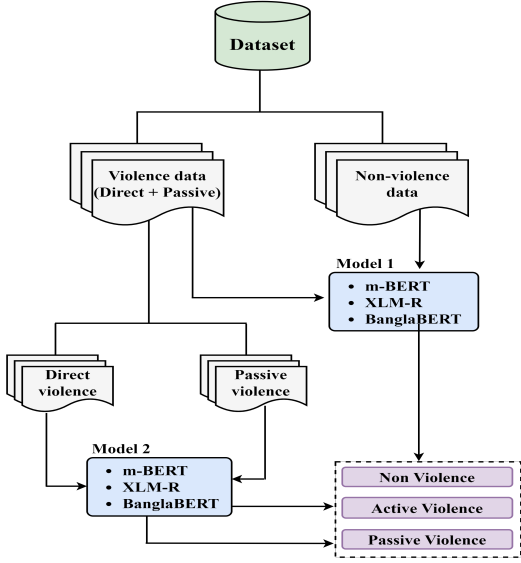 Dataset
Violence data
(Direct + Passive)
Non-violence
data
Model 1
• m-BERT
• XLM-R
• BanglaBERT
Direct
violence
Passive
violence
Model 2
• m-BERT
• XLM-R
• BanglaBERT
Non Violence
Active Violence
Passive Violence